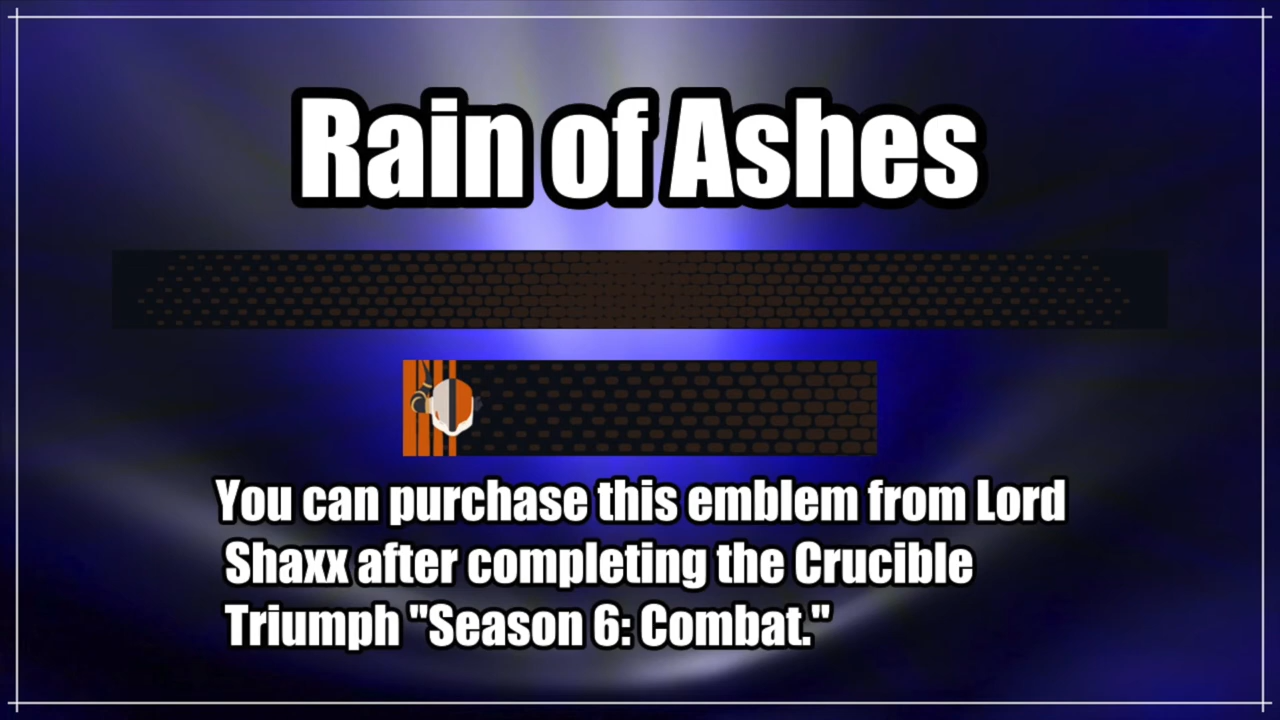 Rain of Ashes
You can purchase this emblem from Lord
Shaxx after completing the Crucible
Triumph "Season 6: Combat."